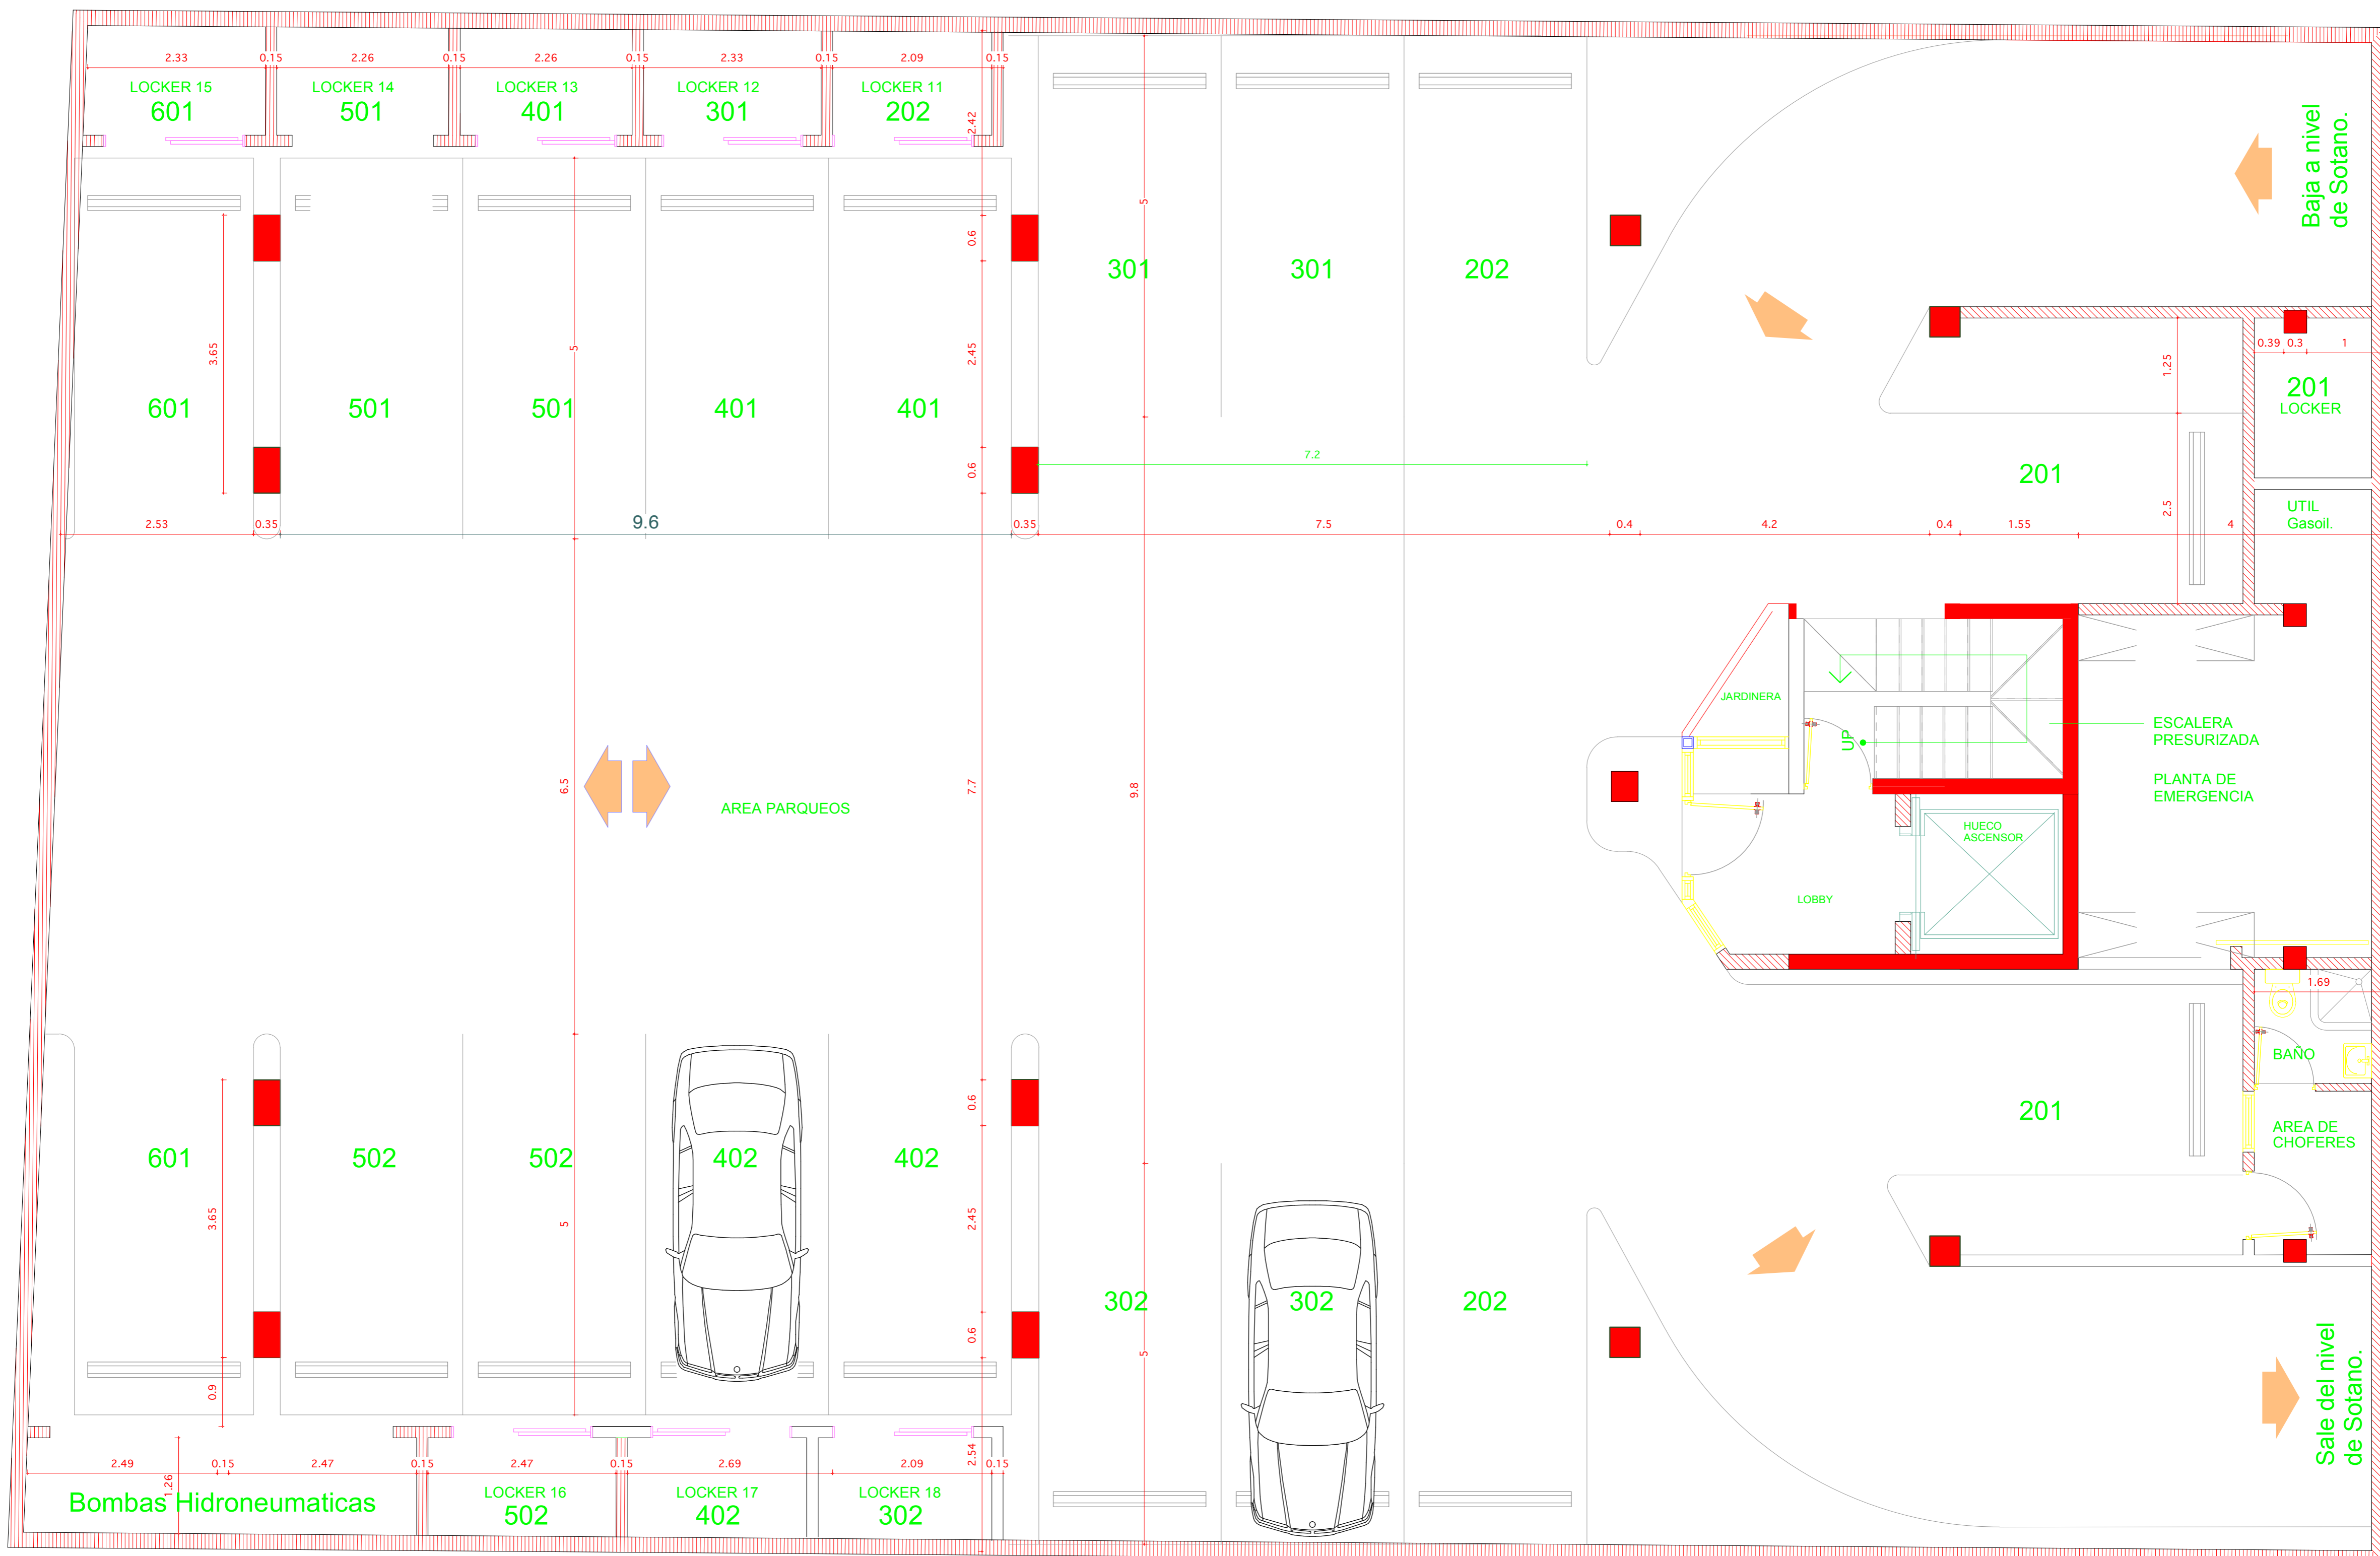 2.33 0.15 2.26 0.15 2.26 0.15 2.33 0.15 2.09 0.15
LOCKER 15
601
LOCKER 14
501
LOCKER 13
401
LOCKER 12
301
LOCKER 11
202
2.42
5
0.6
3.65
5
2.45
0.6
301
301
202
Baja a nivel
de Sotano.
0.39 0.3 1
201
LOCKER
1.25
601
501
501
401
401
7.2
201
2.5
UTIL
Gasoil.
2.53 0.35 9.6 0.35 7.5 0.4 4.2 0.4 1.55 4
JARDINERA
UP
ESCALERA
PRESURIZADA
PLANTA DE
EMERGENCIA
6.5
7.7
9.8
AREA PARQUEOS
HUECO
ASCENSOR
LOBBY
1.69
BAÑO
AREA DE
CHOFERES
201
0.6
601
502
502
402
402
3.65
5
2.45
302
302
202
0.6
5
0.9
Sale del nivel
de Sotano.
2.54
2.49 0.15 2.47 0.15 2.47 0.15 2.69 2.09 0.15
1.26
Bombas Hidroneumaticas
LOCKER 16
502
LOCKER 17
402
LOCKER 18
302